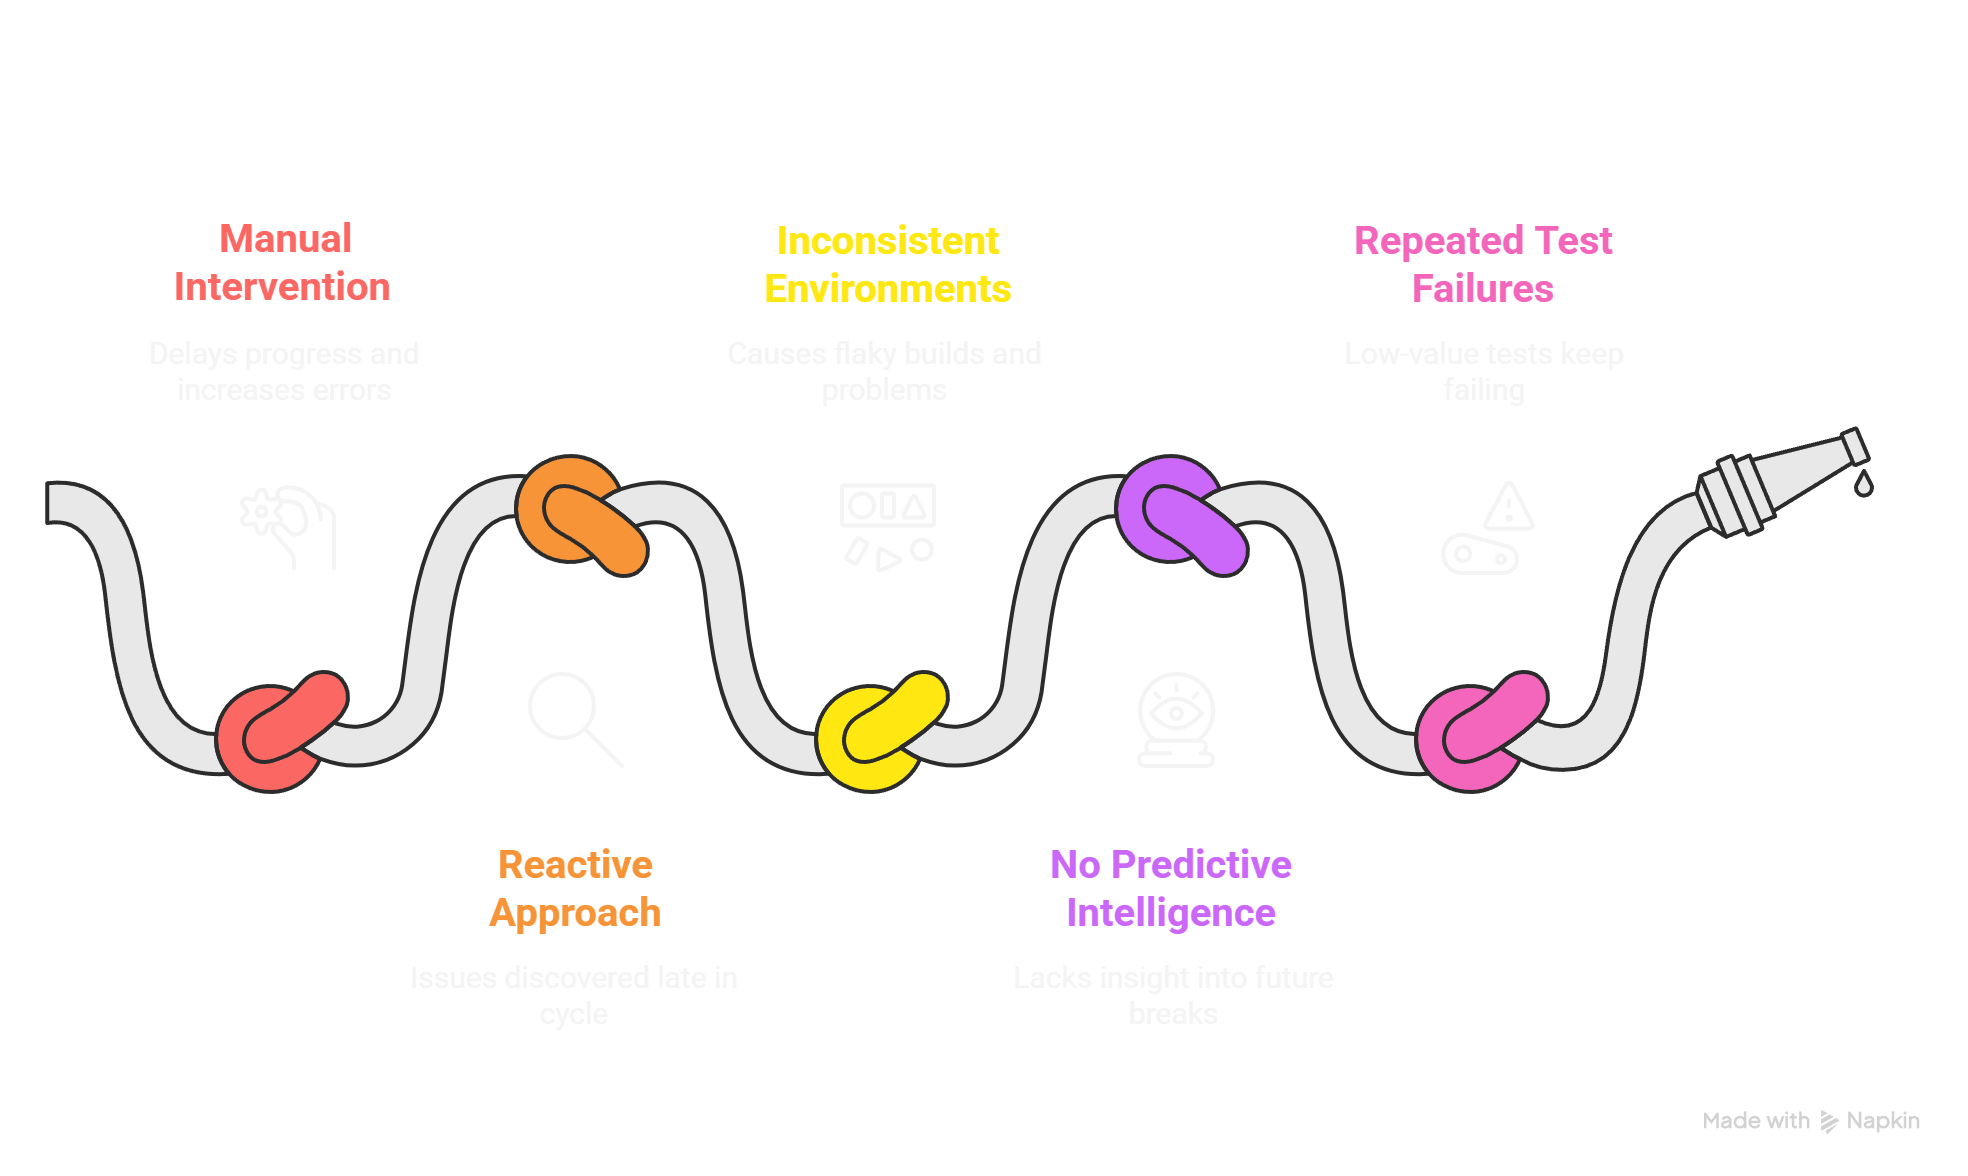 Manual
Intervention
Delays progress and
increases errors
Inconsistent
Environments
Causes flaky builds and
problems
Repeated Test
Failures
Low-value tests keep
failing
Reactive
Approach
Issues discovered late in
cycle
No Predictive
Intelligence
Lacks insight into future
breaks
Made with Napkin